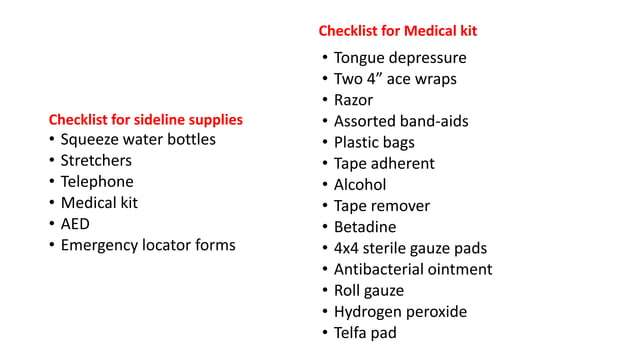 Checklist for sideline supplies
• Squeeze water bottles
• Stretchers
• Telephone
• Medical kit
• AED
• Emergency locator forms
Checklist for Medical kit
• Tongue depressure
• Two 4” ace wraps
• Razor
• Assorted band-aids
• Plastic bags
• Tape adherent
• Alcohol
• Tape remover
• Betadine
• 4x4 sterile gauze pads
• Antibacterial ointment
• Roll gauze
• Hydrogen peroxide
• Telfa pad